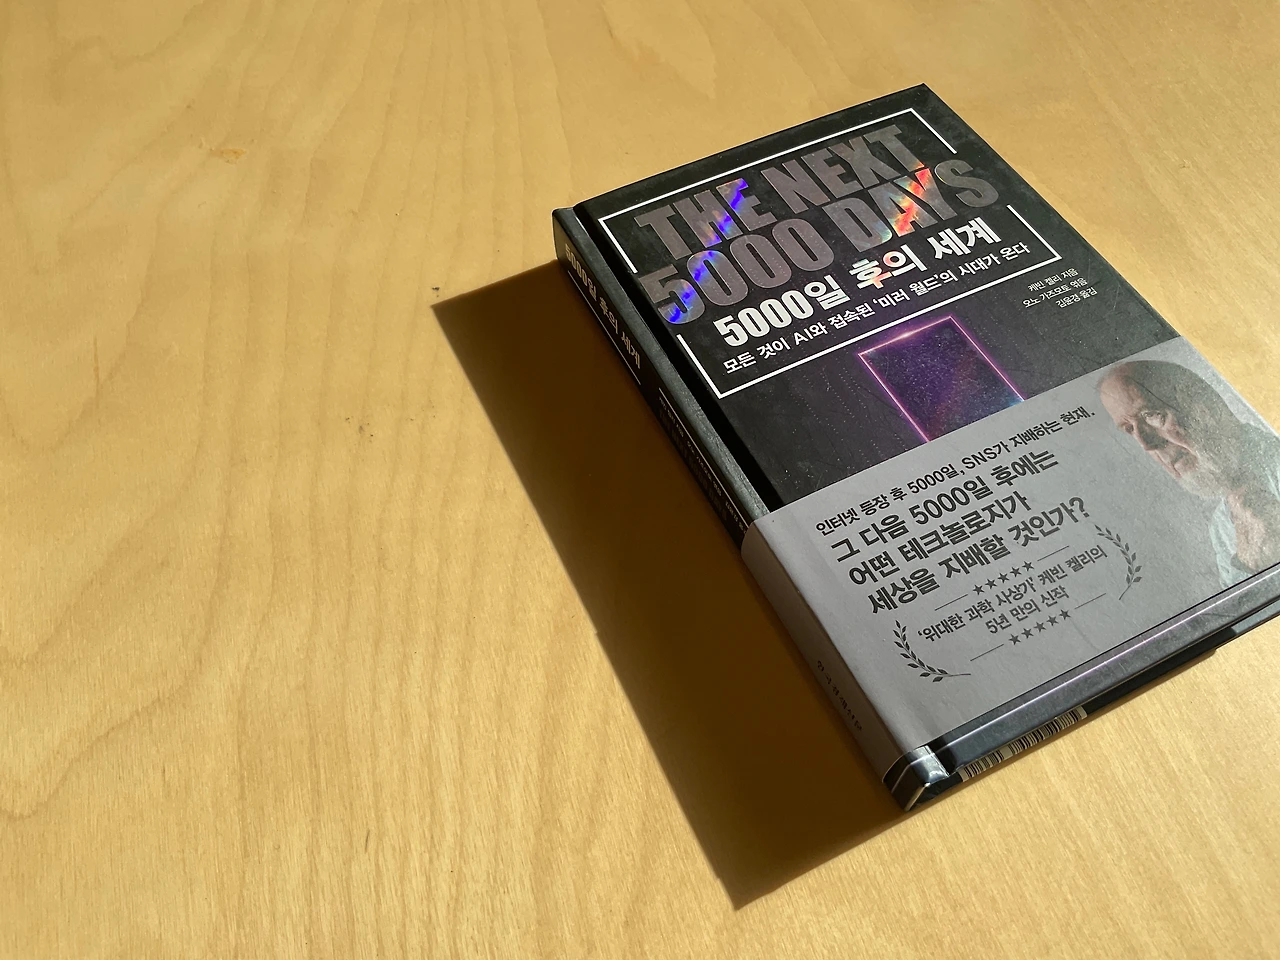 THE NEXT
5000 DAYS
5000일 후의 세계
모든 것이 AI와 접속된 '미러 월드'의 시대가 온다
케빈 켈리 지음
오노 가즈모토 엮음
김윤경 옮김
인터넷 등장 후 5000일, SNS가 지배하는 현재.
그 다음 5000일 후에는
어떤 테크놀로지가
세상을 지배할 것인가?
★★★★★
'위대한 과학 사상가' 케빈 켈리의
5년 만의 신작
★★★★★
5000일 후의 세계